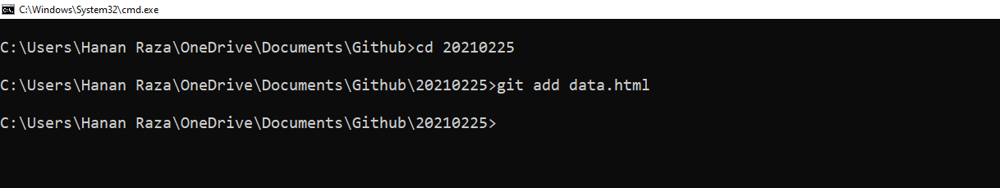 C:\Windows\System32\cmd.exe
C:\Users\Hanan Raza\OneDrive\Documents\Github>cd 20210225
C:\Users\Hanan Raza\OneDrive\Documents\Github\20210225>git add data.html
C:\Users\Hanan Raza\OneDrive\Documents\Github\20210225>